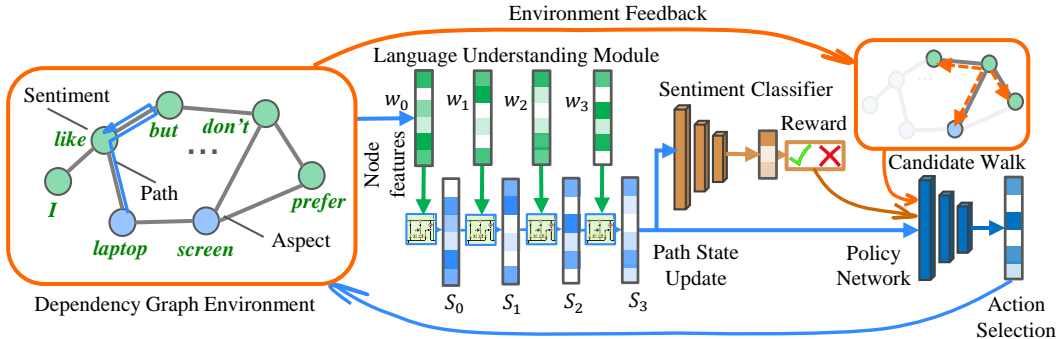 Environment Feedback
Language Understanding Module
Sentiment
like
but
don't
...
I
Path
laptop
screen
prefer
Aspect
Dependency Graph Environment
Node
features
w0
w1
w2
w3
S0
S1
S2
S3
Sentiment Classifier
Reward
Path State
Update
...
Candidate Walk
Policy
Network
Action
Selection